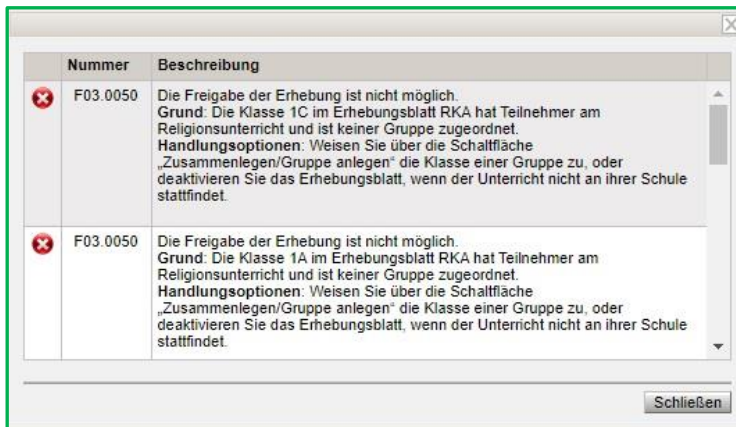 Nummer Beschreibung
F03.0050 Die Freigabe der Erhebung ist nicht möglich.
Grund: Die Klasse 1C im Erhebungsblatt RKA hat Teilnehmer am
Religionsunterricht und ist keiner Gruppe zugeordnet.
Handlungsoptionen: Weisen Sie über die Schaltfläche
„Zusammenlegen/Gruppe anlegen“ die Klasse einer Gruppe zu, oder
deaktivieren Sie das Erhebungsblatt, wenn der Unterricht nicht an ihrer Schule
stattfindet.
F03.0050 Die Freigabe der Erhebung ist nicht möglich.
Grund: Die Klasse 1A im Erhebungsblatt RKA hat Teilnehmer am
Religionsunterricht und ist keiner Gruppe zugeordnet.
Handlungsoptionen: Weisen Sie über die Schaltfläche
„Zusammenlegen/Gruppe anlegen“ die Klasse einer Gruppe zu, oder
deaktivieren Sie das Erhebungsblatt, wenn der Unterricht nicht an ihrer Schule
stattfindet.
Schließen